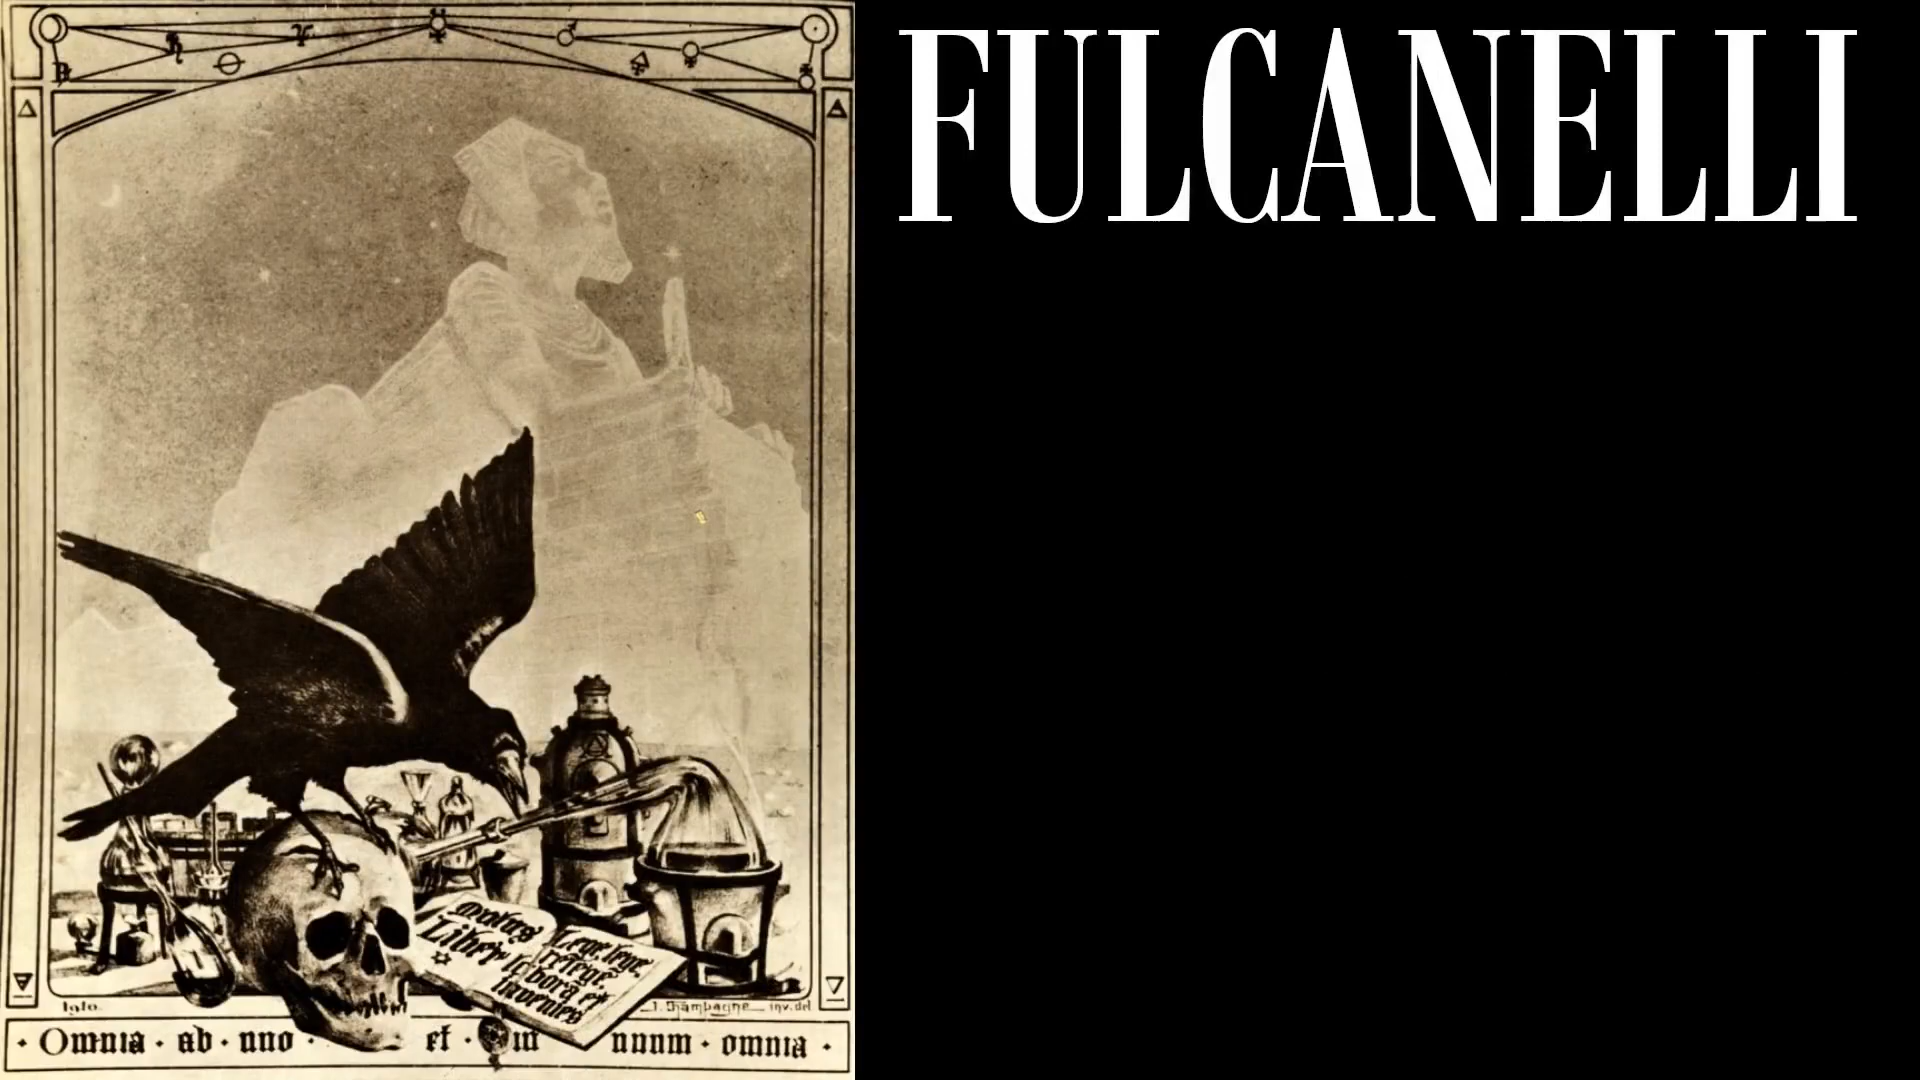 FULCANELLI
Mutus
Liber
Lege, lege,
relege,
labora et
Invenies
1910.
J. Champagne inv. del
· Omnia · ab · uno · et · in unum · omnia ·